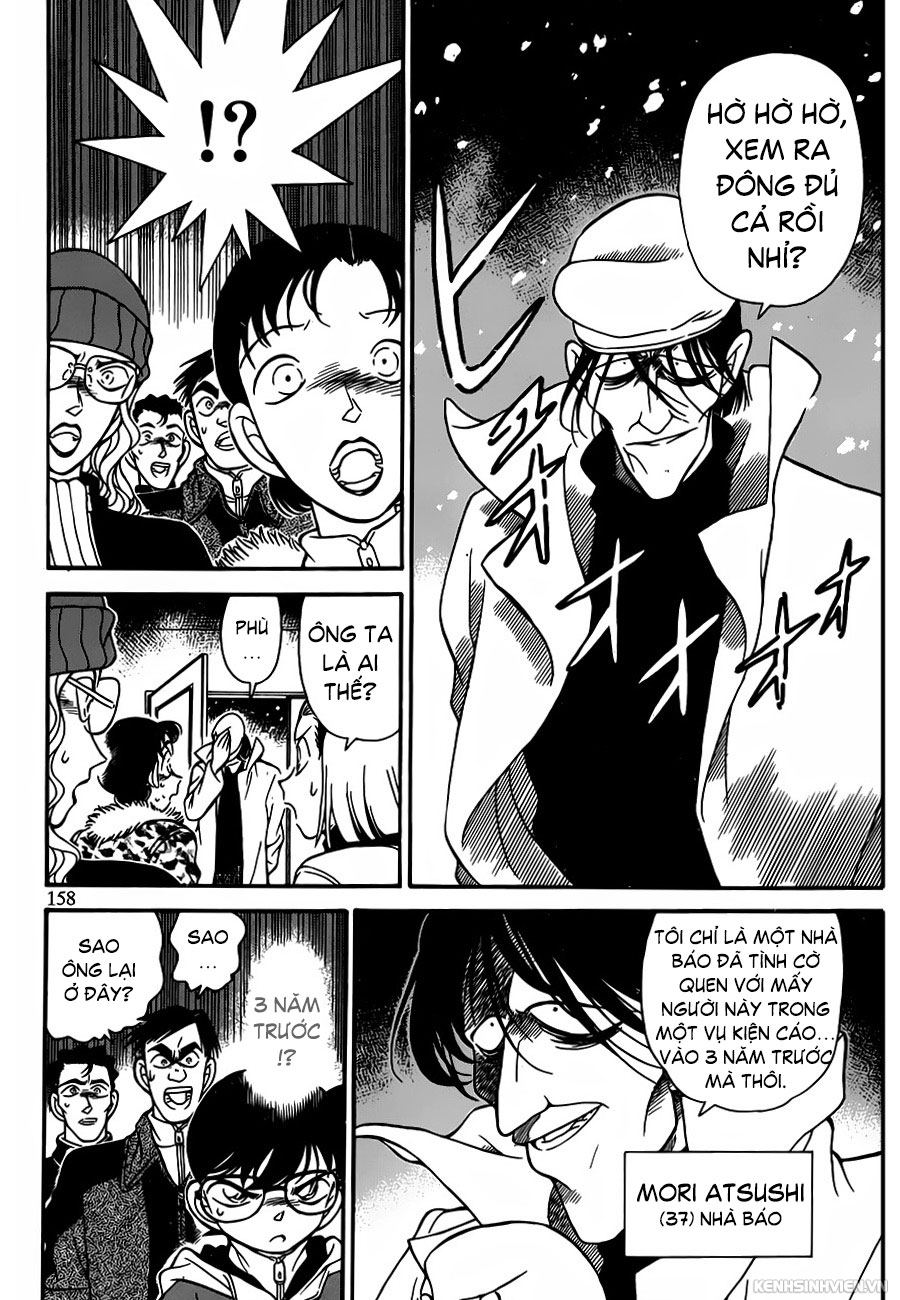 HỜ HỜ HỜ,
XEM RA
ĐÔNG ĐỦ
CẢ RỒI
NHỈ?
!?
ÔNG TA
LÀ AI
THẾ?
PHÙ
...
158
TÔI CHỈ LÀ MỘT NHÀ
BÁO ĐÃ TÌNH CỜ
QUEN VỚI MẤY
NGƯỜI NÀY TRONG
MỘT VỤ KIỆN CÁO...
VÀO 3 NĂM TRƯỚC
MÀ THÔI.
MORI ATSUSHI
(37) NHÀ BÁO
3 NĂM
TRƯỚC
!?
SAO
...
SAO
ÔNG LẠI
Ở ĐÂY?
KENHSINHVIEN.VN